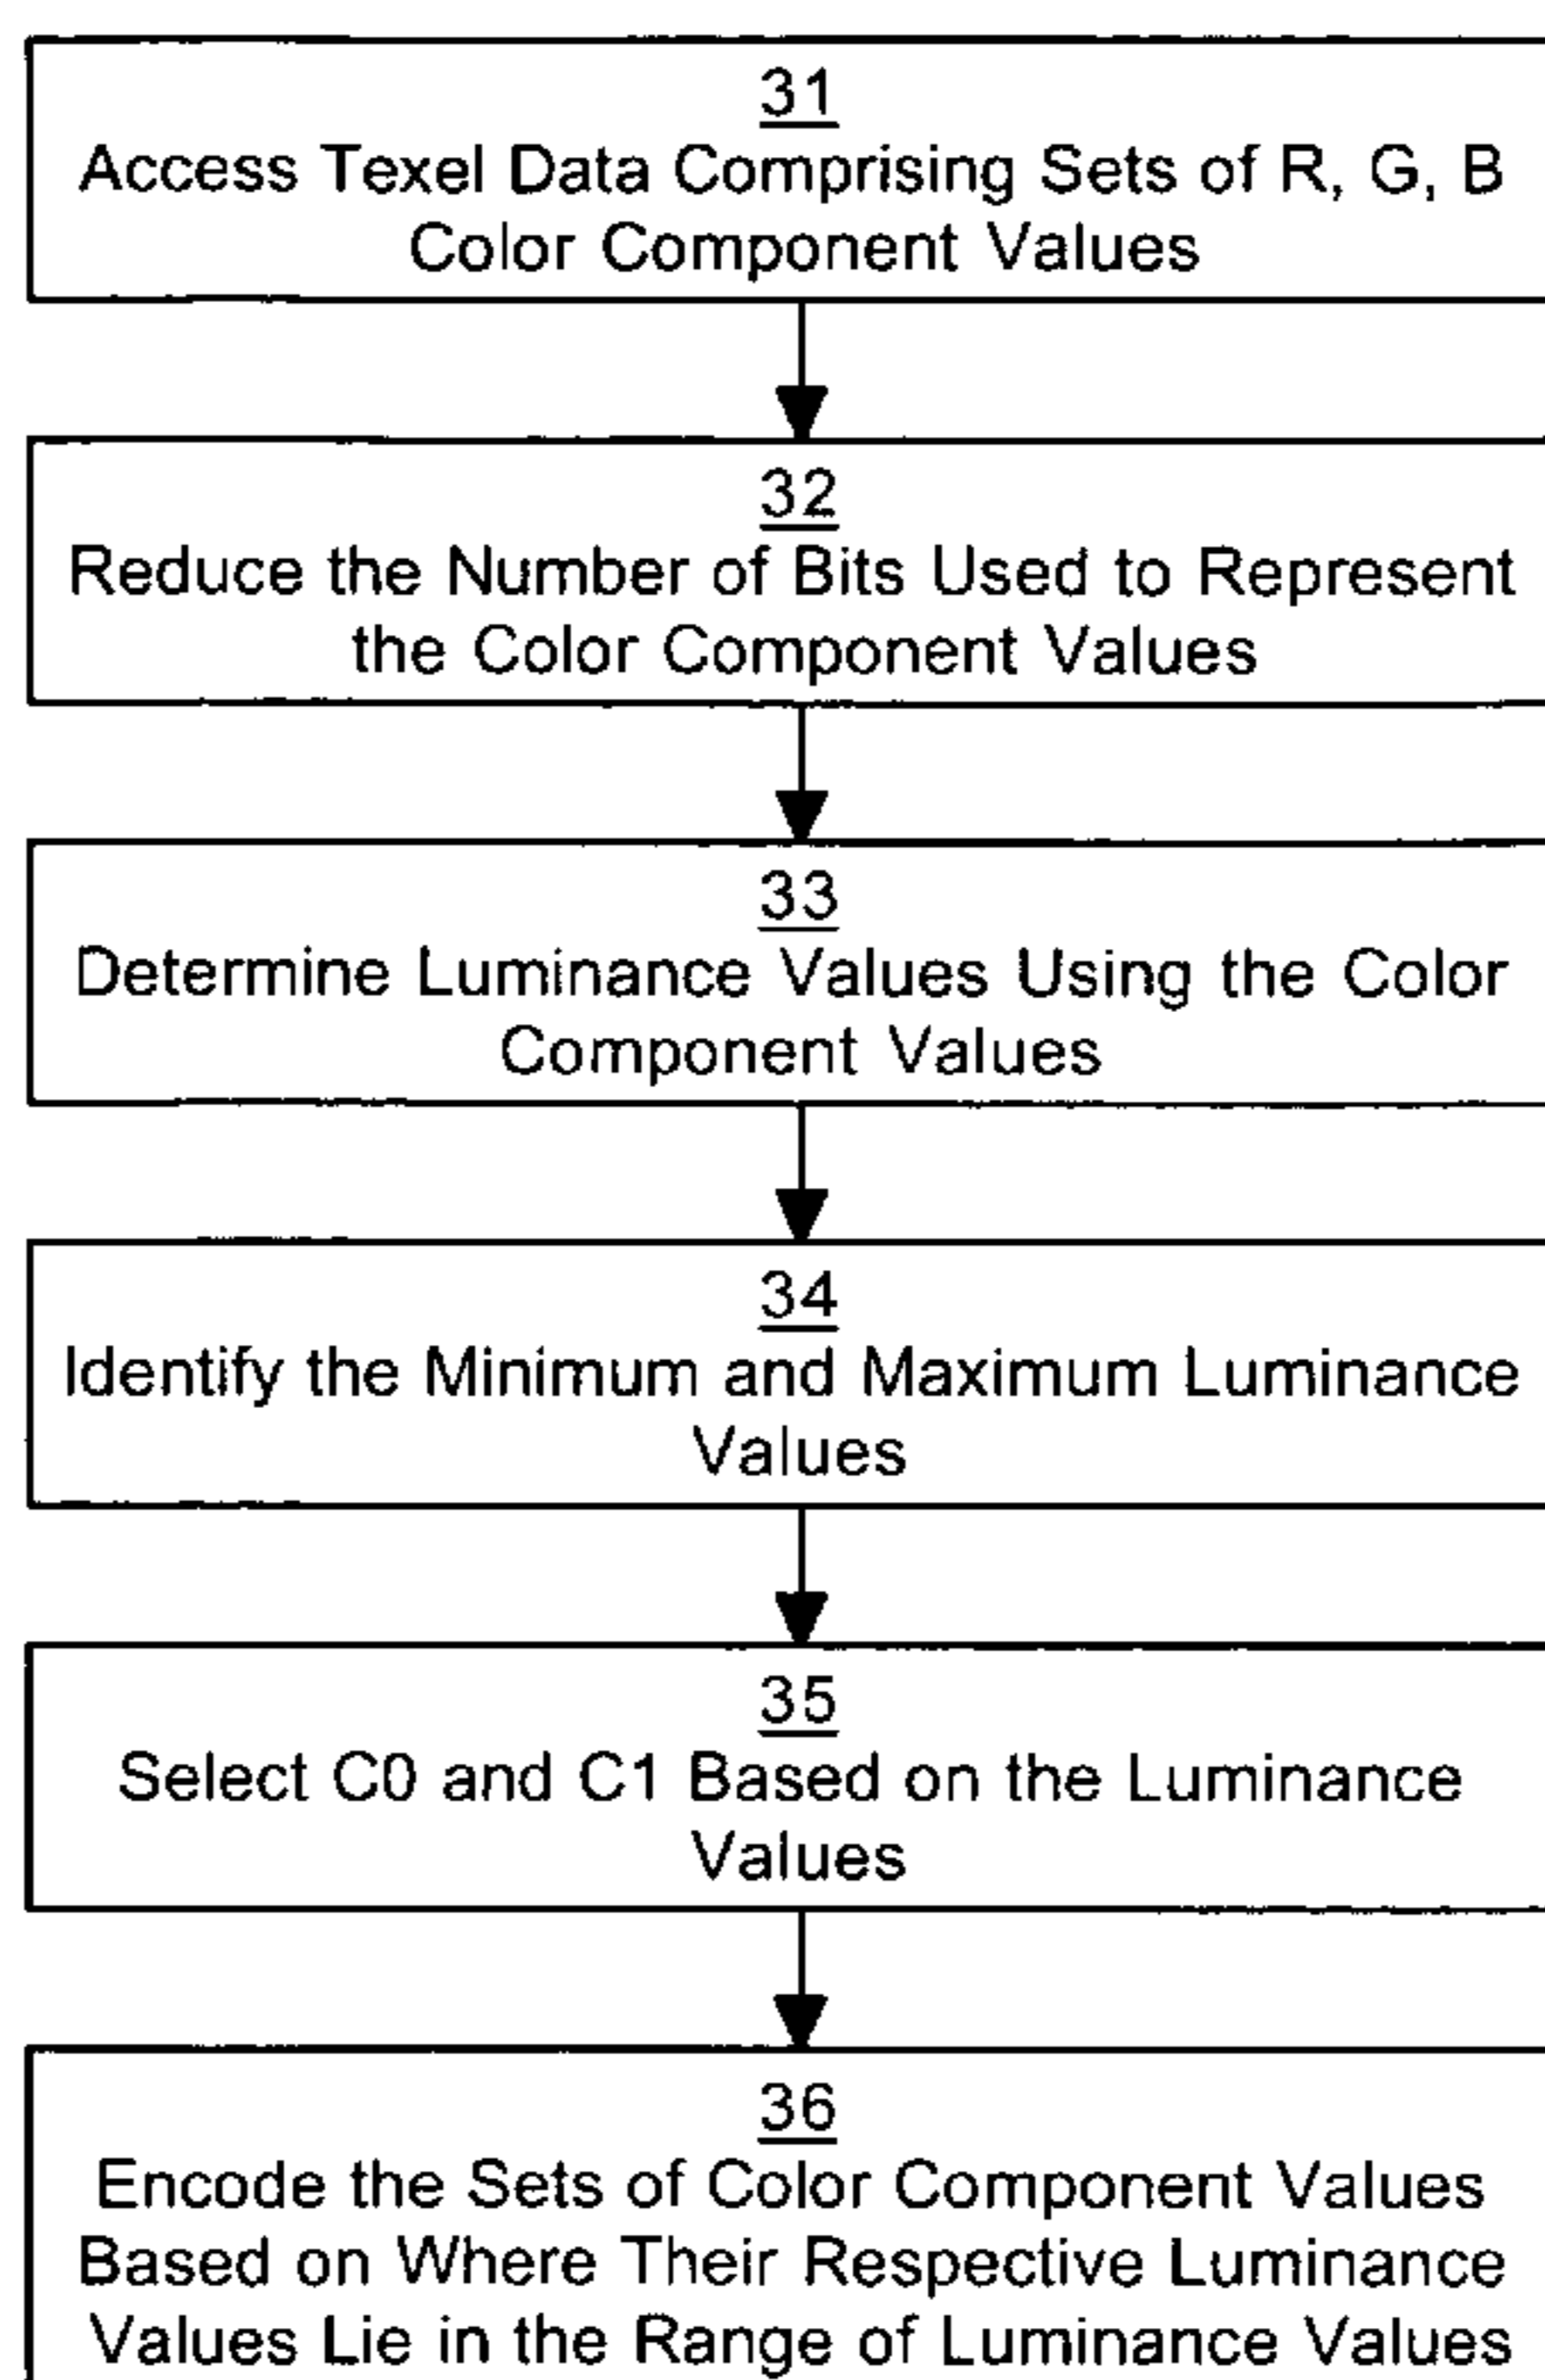 31
Access Texel Data Comprising Sets of R, G, B
Color Component Values
32
Reduce the Number of Bits Used to Represent
the Color Component Values
33
Determine Luminance Values Using the Color
Component Values
34
Identify the Minimum and Maximum Luminance
Values
35
Select C0 and C1 Based on the Luminance
Values
36
Encode the Sets of Color Component Values
Based on Where Their Respective Luminance
Values Lie in the Range of Luminance Values